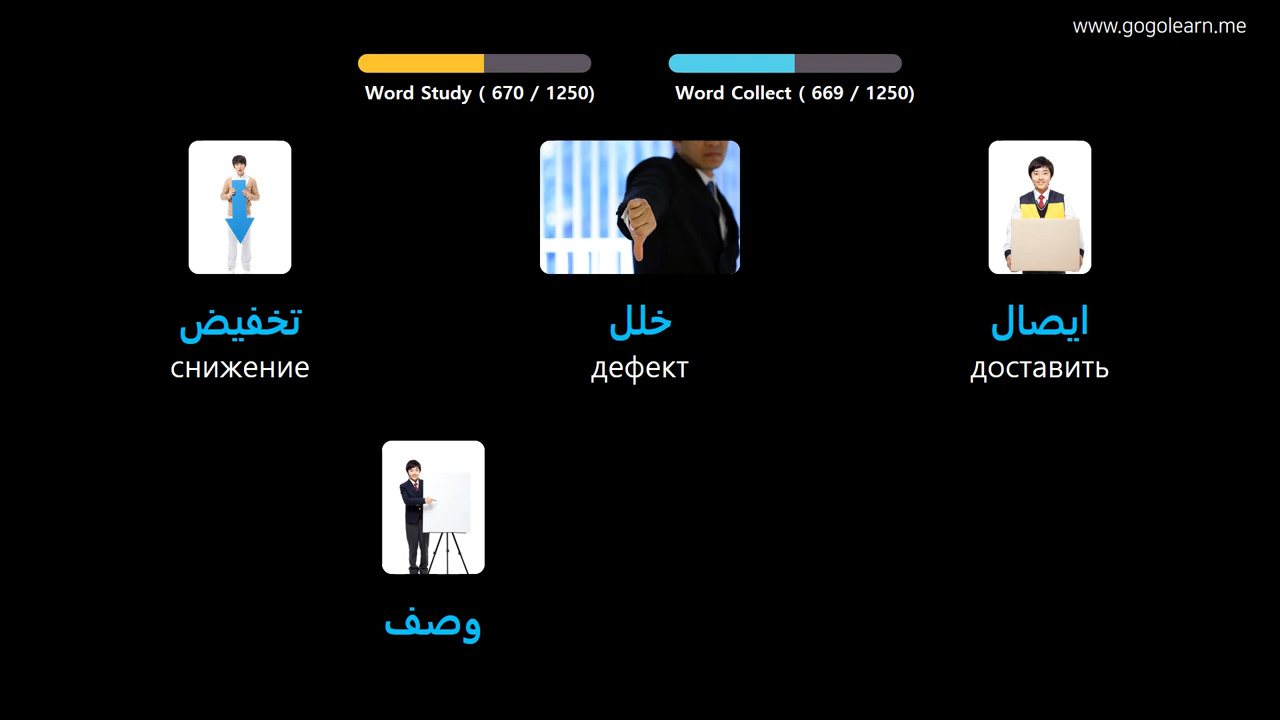 www.gogolearn.me
Word Study ( 670 / 1250)
Word Collect ( 669 / 1250)
تخفيض
снижение
خلل
дефект
ايصال
доставить
وصف